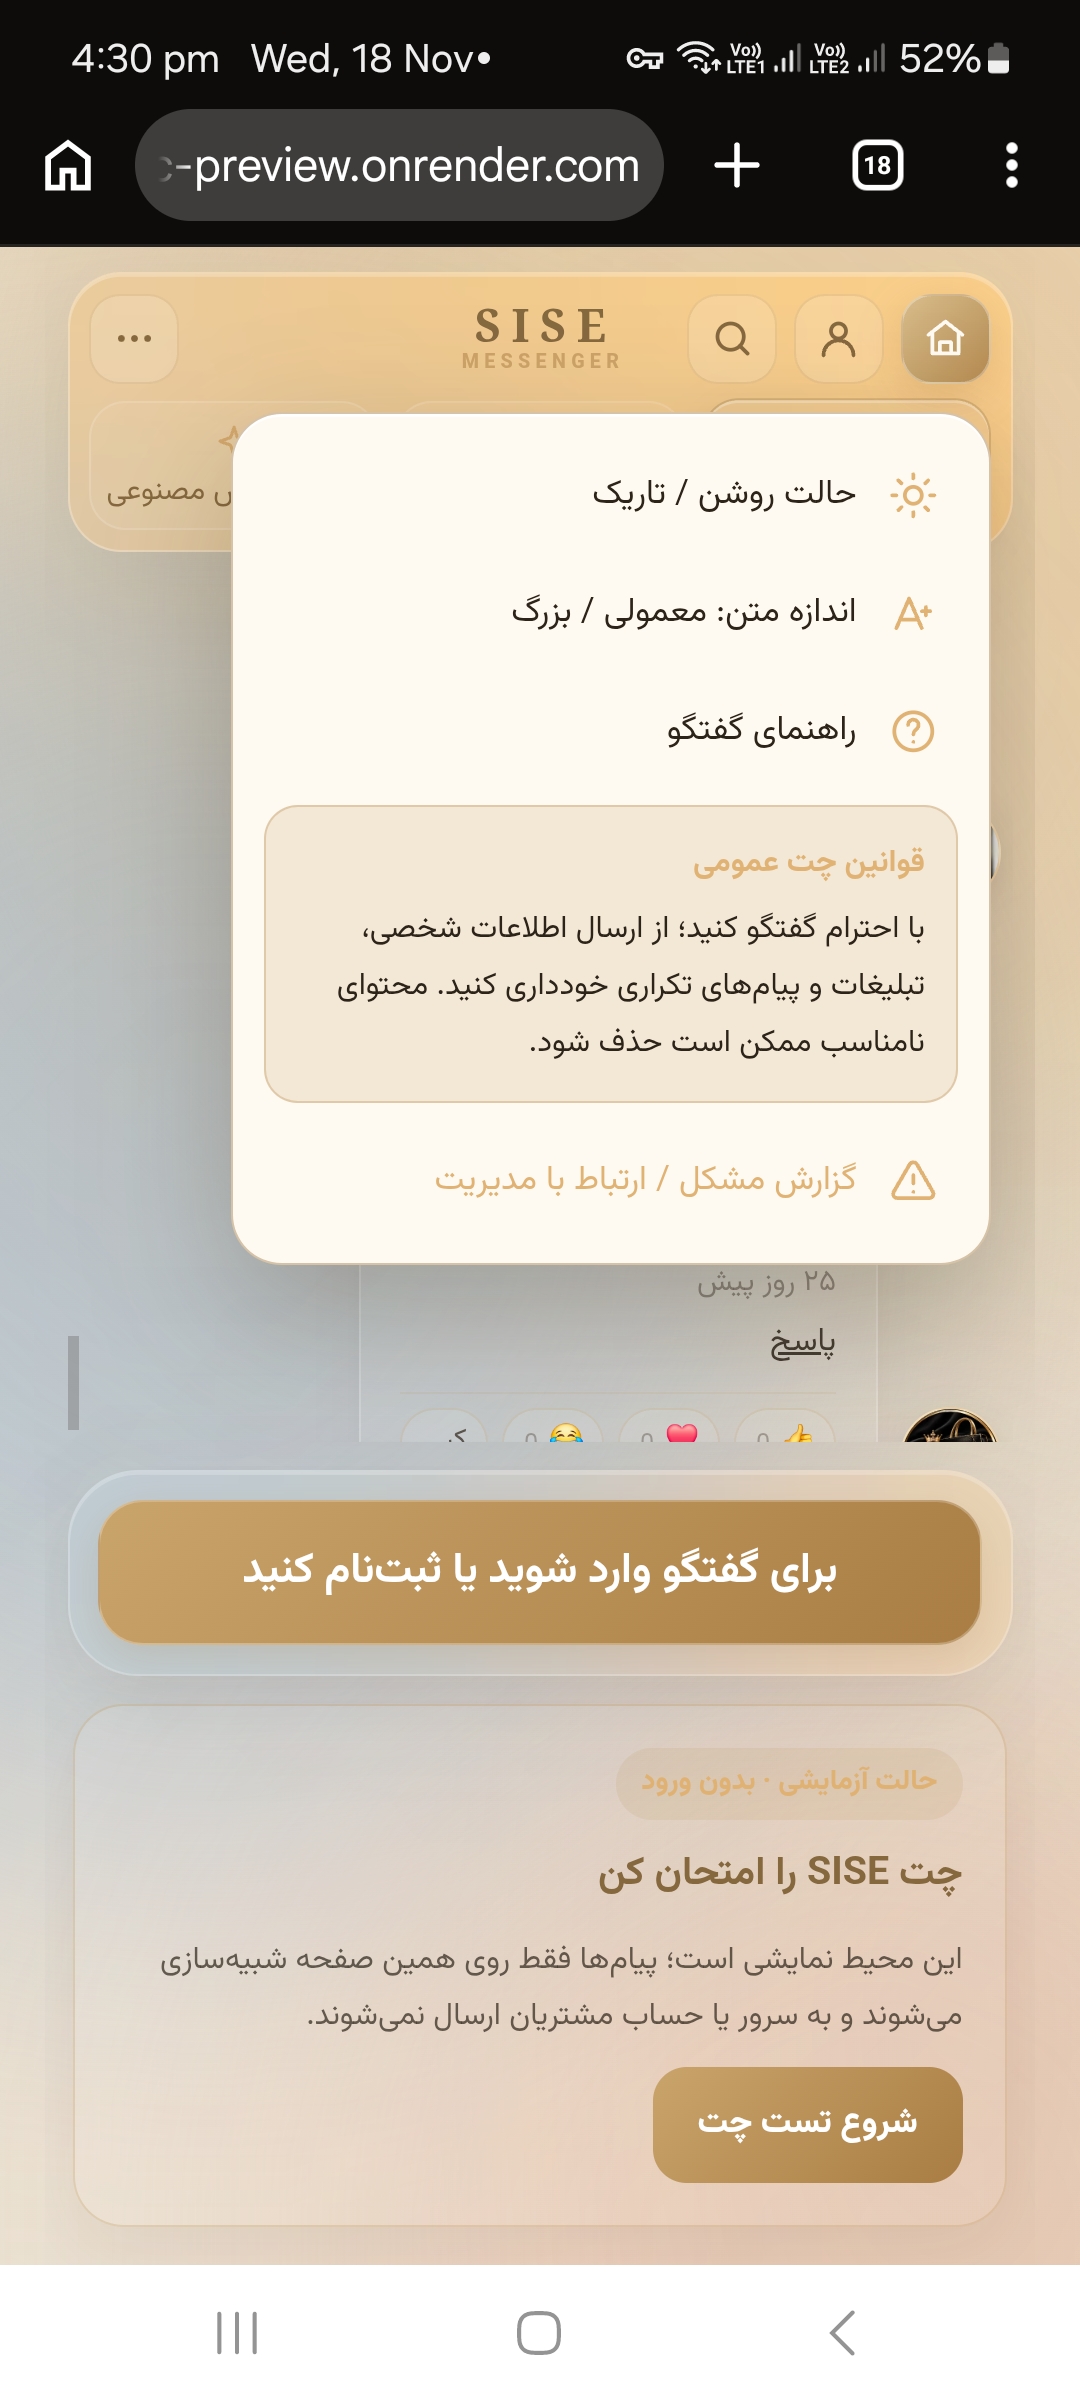 4:30 pm Wed, 18 Nov
Vo)) LTE1 Vo)) LTE2 52%
-preview.onrender.com
18
SISE
MESSENGER
مصنوعی
حالت روشن / تاریک
اندازه متن: معمولی / بزرگ
راهنمای گفتگو
قوانین چت عمومی
با احترام گفتگو کنید؛ از ارسال اطلاعات شخصی،
تبلیغات و پیام‌های تکراری خودداری کنید. محتوای
نامناسب ممکن است حذف شود.
گزارش مشکل / ارتباط با مدیریت
۲۵ روز پیش
پاسخ
برای گفتگو وارد شوید یا ثبت‌نام کنید
حالت آزمایشی · بدون ورود
چت SISE را امتحان کن
این محیط نمایشی است؛ پیام‌ها فقط روی همین صفحه شبیه‌سازی
می‌شوند و به سرور یا حساب مشتریان ارسال نمی‌شوند.
شروع تست چت